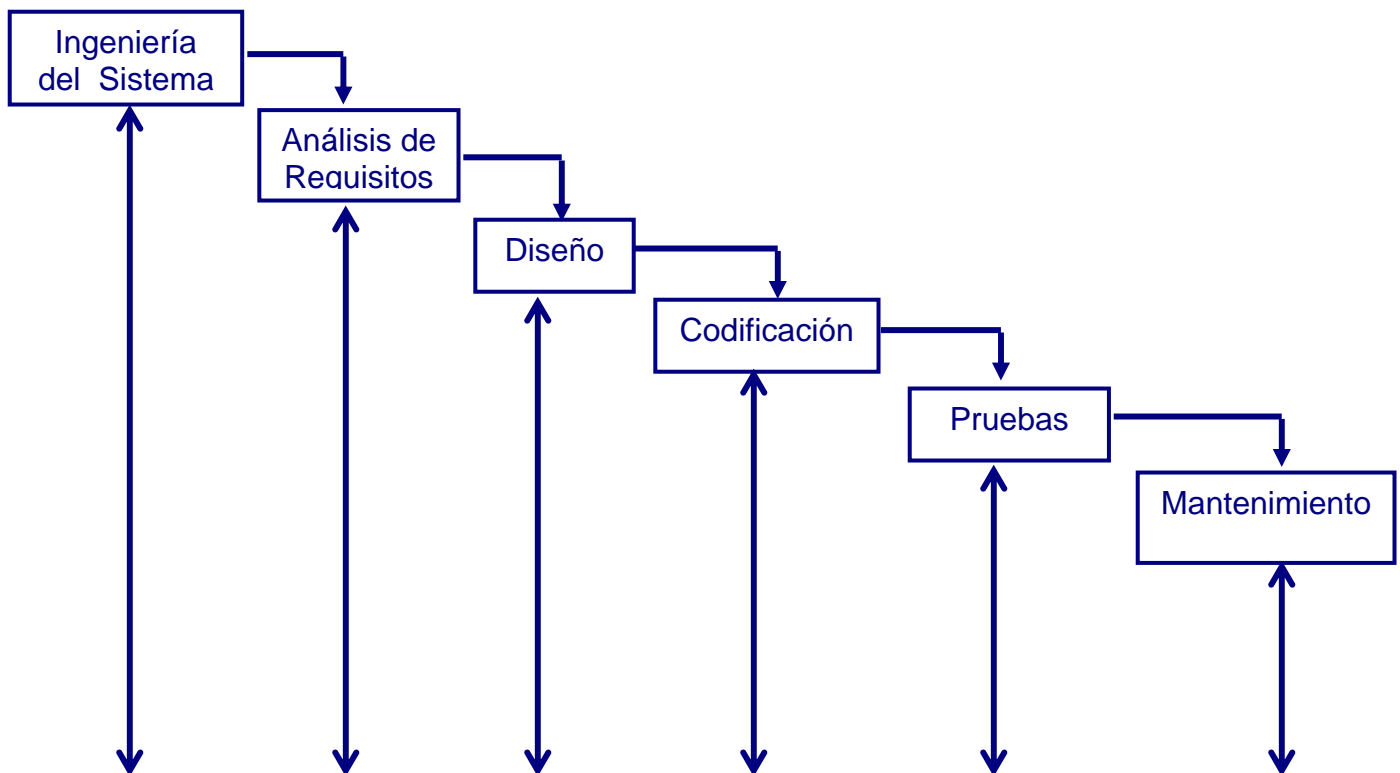 Ingeniería
del Sistema
Análisis de
Requisitos
Diseño
Codificación
Pruebas
Mantenimiento